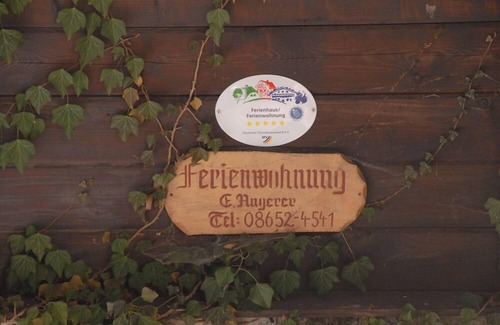 Ferienhaus/
Ferienwohnung
Ferienwohnung
E. Angerer
Tel: 08652-4541